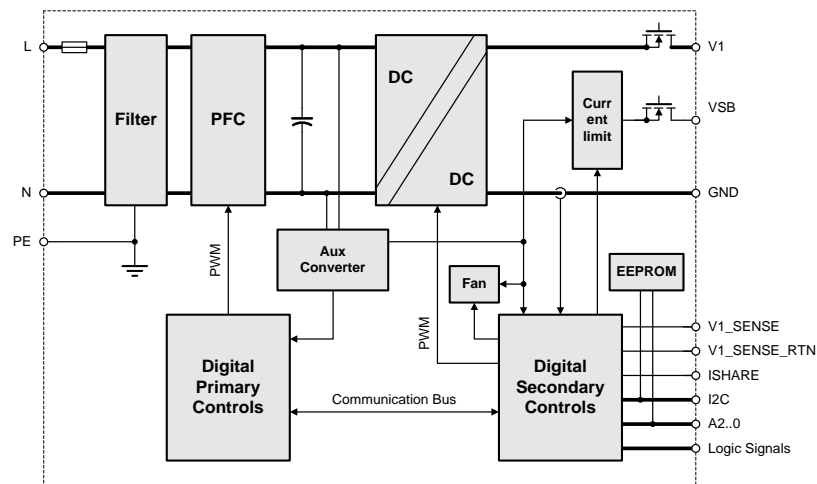 L
V1
DC
Curr
ent
limit
VSB
Filter
PFC
DC
N
GND
PE
Aux
Converter
PWM
EEPROM
Fan
PWM
V1_SENSE
V1_SENSE_RTN
ISHARE
I2C
A2..0
Logic Signals
Digital
Primary
Controls
Communication Bus
Digital
Secondary
Controls